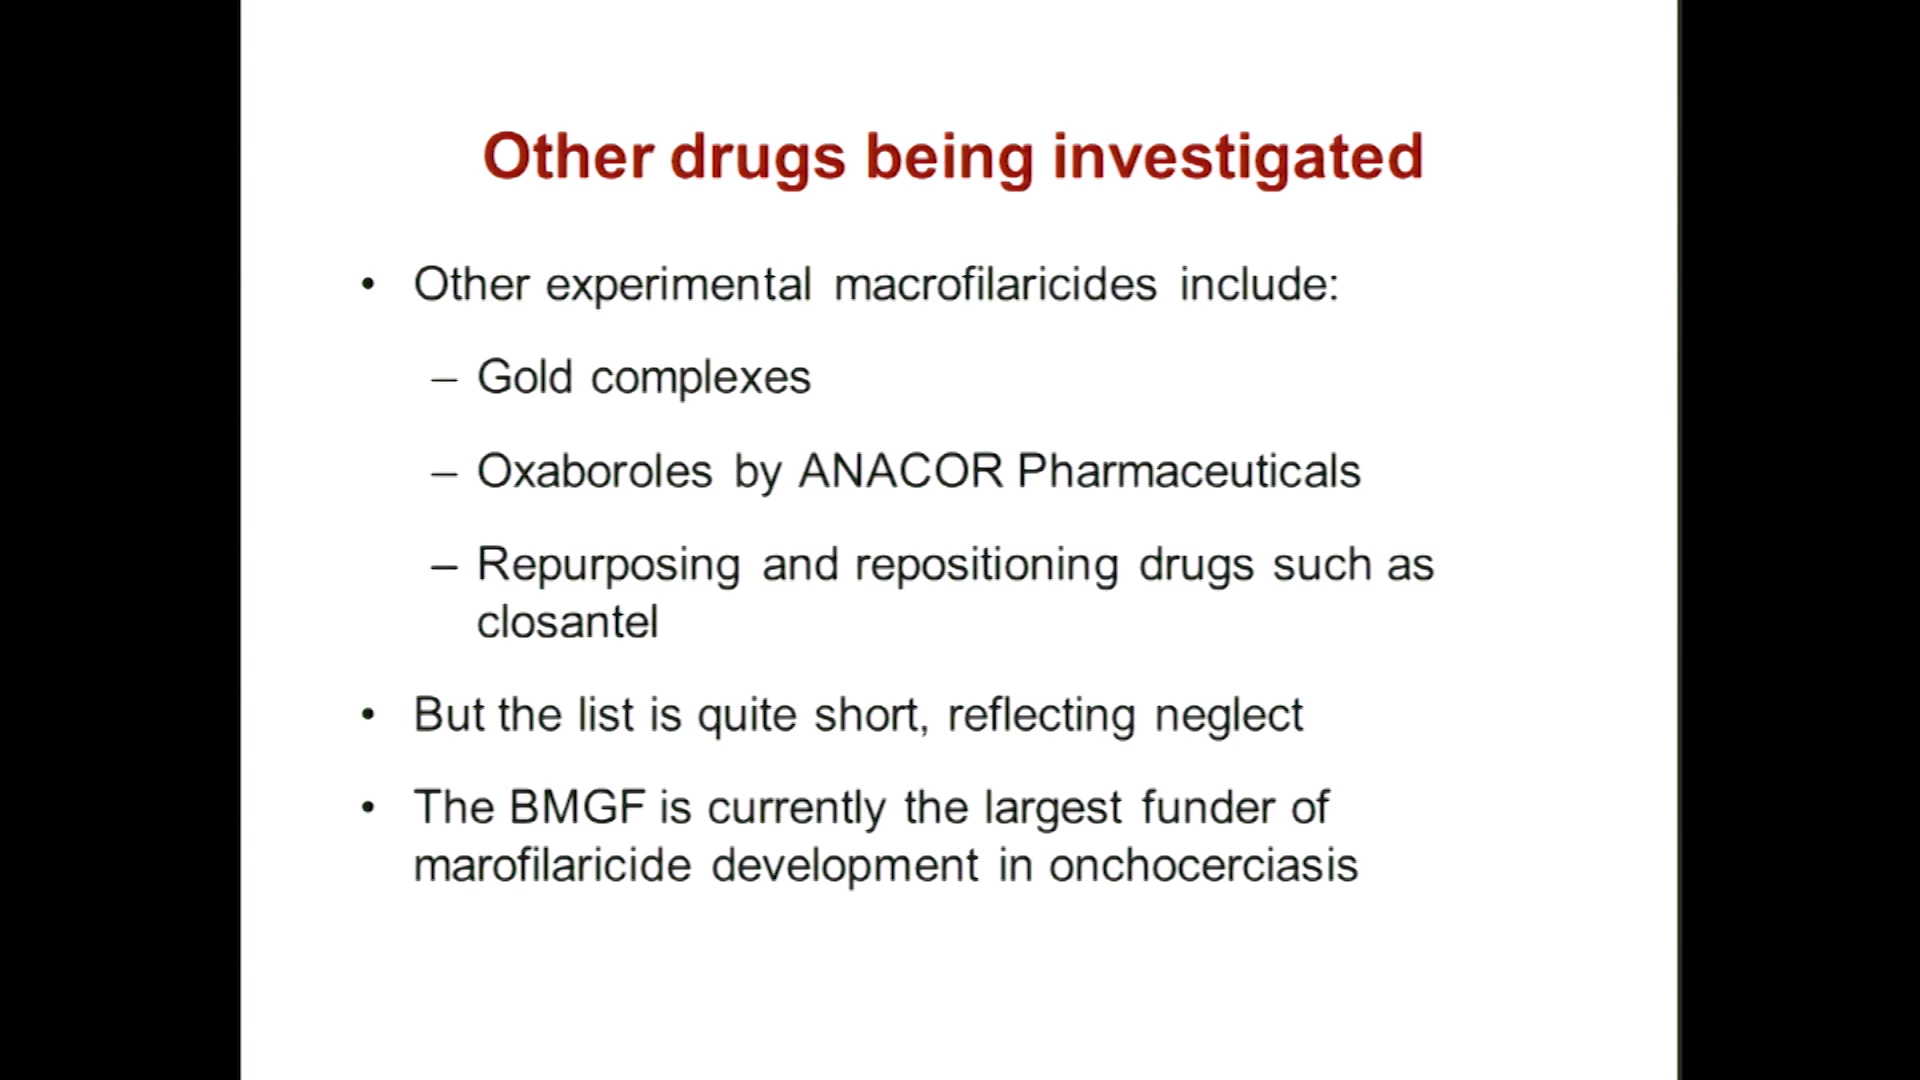 Other drugs being investigated
• Other experimental macrofilaricides include:
– Gold complexes
– Oxaboroles by ANACOR Pharmaceuticals
– Repurposing and repositioning drugs such as
closantel
• But the list is quite short, reflecting neglect
• The BMGF is currently the largest funder of
marofilaricide development in onchocerciasis